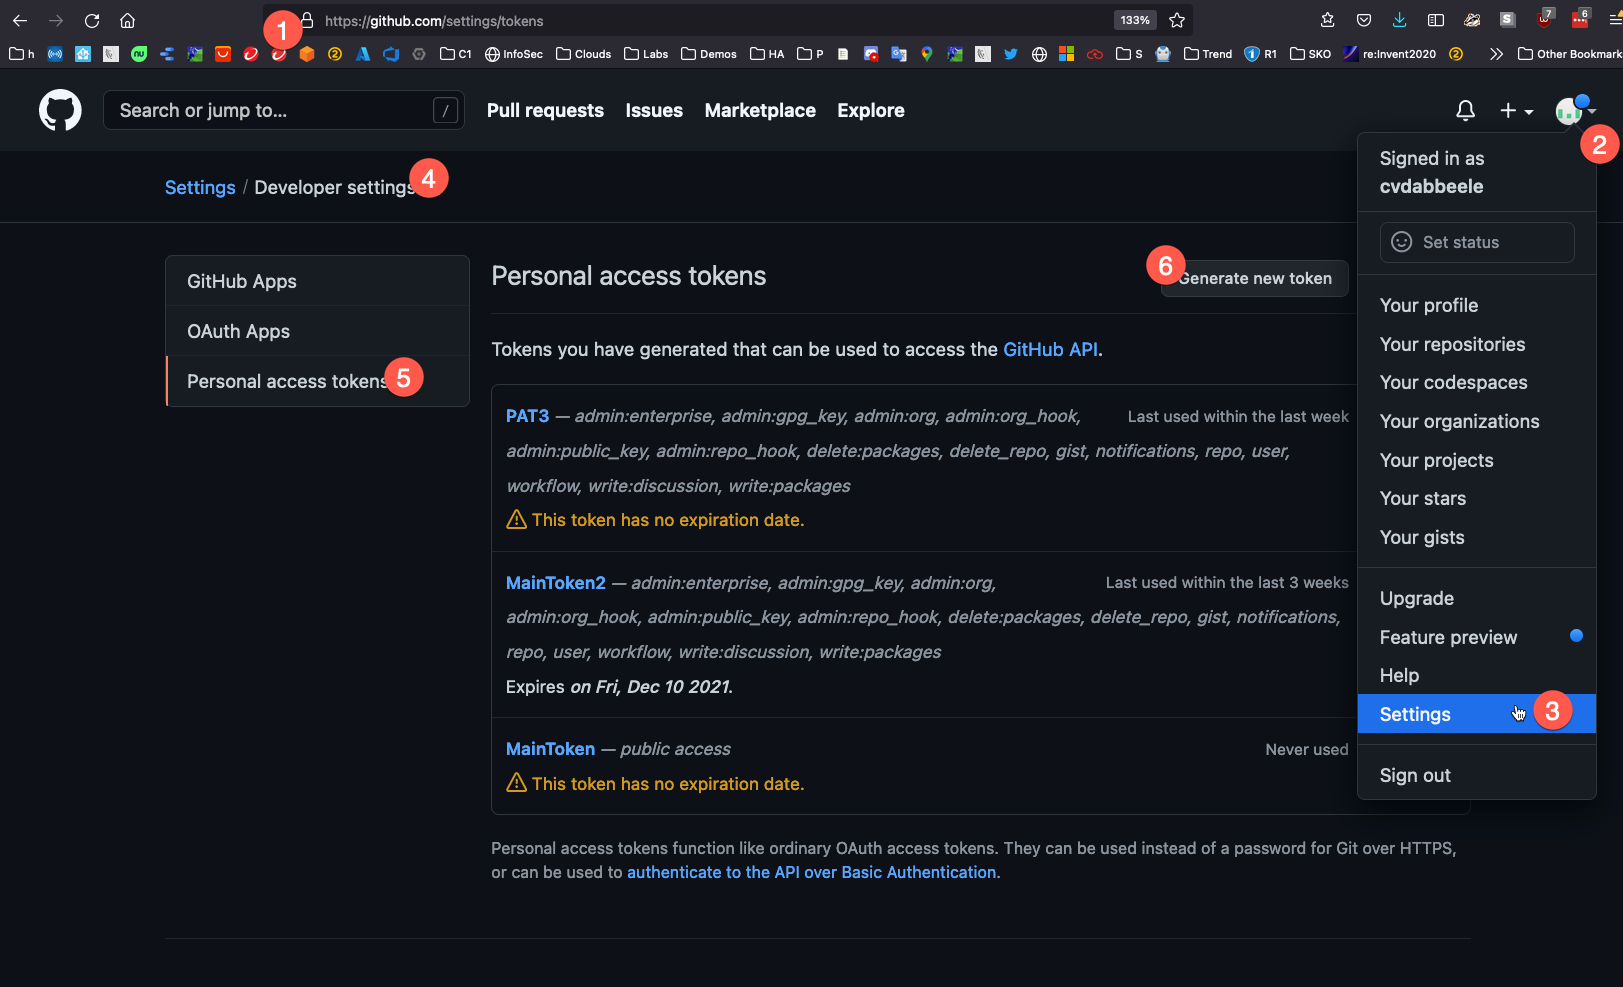 1
https://github.com/settings/tokens
133%
7
6
h
C1
InfoSec
Clouds
Labs
Demos
HA
P
S
Trend
R1
SKO
re:Invent2020
Other Bookmark
Search or jump to...
/
Pull requests
Issues
Marketplace
Explore
2
Signed in as
cvdabbeele
Set status
Your profile
Your repositories
Your codespaces
Your organizations
Your projects
Your stars
Your gists
Upgrade
Feature preview
Help
Settings
3
Sign out
Settings / Developer settings
4
GitHub Apps
OAuth Apps
Personal access tokens
5
Personal access tokens
6
Generate new token
Tokens you have generated that can be used to access the GitHub API.
PAT3 — admin:enterprise, admin:gpg_key, admin:org, admin:org_hook,
Last used within the last week
admin:public_key, admin:repo_hook, delete:packages, delete_repo, gist, notifications, repo, user,
workflow, write:discussion, write:packages
This token has no expiration date.
MainToken2 — admin:enterprise, admin:gpg_key, admin:org,
Last used within the last 3 weeks
admin:org_hook, admin:public_key, admin:repo_hook, delete:packages, delete_repo, gist, notifications,
repo, user, workflow, write:discussion, write:packages
Expires on Fri, Dec 10 2021.
MainToken — public access
Never used
This token has no expiration date.
Personal access tokens function like ordinary OAuth access tokens. They can be used instead of a password for Git over HTTPS,
or can be used to authenticate to the API over Basic Authentication.